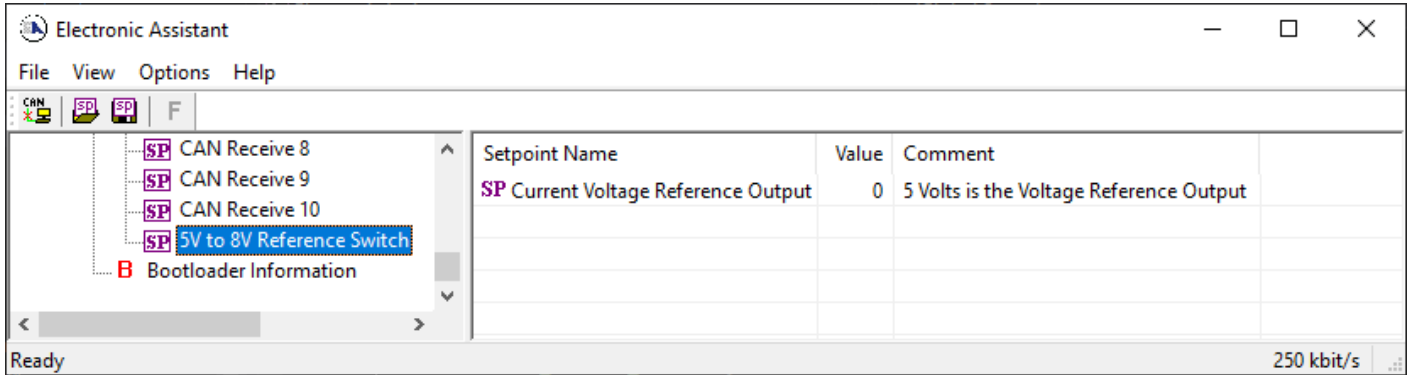 Electronic Assistant
File View Options Help
CAN SP SP F
SP CAN Receive 8
SP CAN Receive 9
SP CAN Receive 10
SP 5V to 8V Reference Switch
B Bootloader Information
Setpoint Name Value Comment
SP Current Voltage Reference Output 0 5 Volts is the Voltage Reference Output
Ready 250 kbit/s